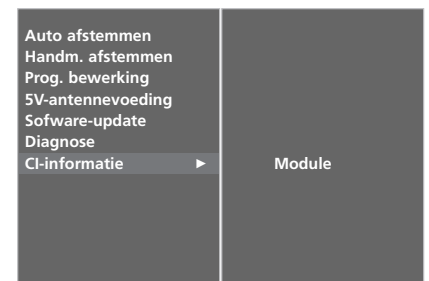 Auto afstemmen
Handm. afstemmen
Prog. bewerking
5V-antennevoeding
Sofware-update
Diagnose
CI-informatie ► Module